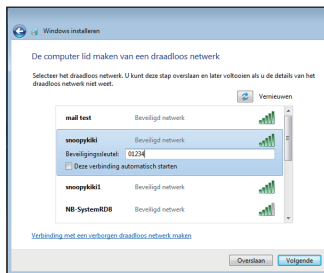 Windows installeren
De computer lid maken van een draadloos netwerk
Selecteer het draadloos netwerk. U kunt deze stap overslaan en later voltooien als u de details van het
draadloos netwerk niet weet.
Vernieuwen
mail test Beveiligd netwerk
snoopykiki Beveiligd netwerk
Beveiligingssleutel: 01234
Deze verbinding automatisch starten
snoopykiki1 Beveiligd netwerk
NB-SystemRD8 Beveiligd netwerk
Verbinding met een verborgen draadloos netwerk maken
Overslaan Volgende